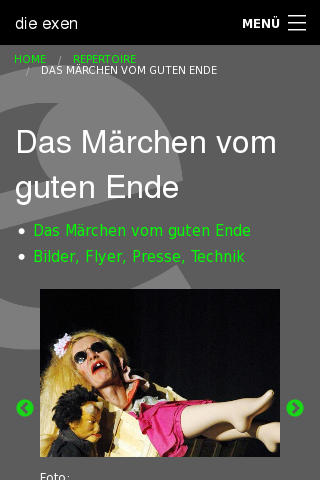 die exen
MENÜ
HOME / REPERTOIRE
/ DAS MÄRCHEN VOM GUTEN ENDE
Das Märchen vom
guten Ende
Das Märchen vom guten Ende
Bilder, Flyer, Presse, Technik
Foto: